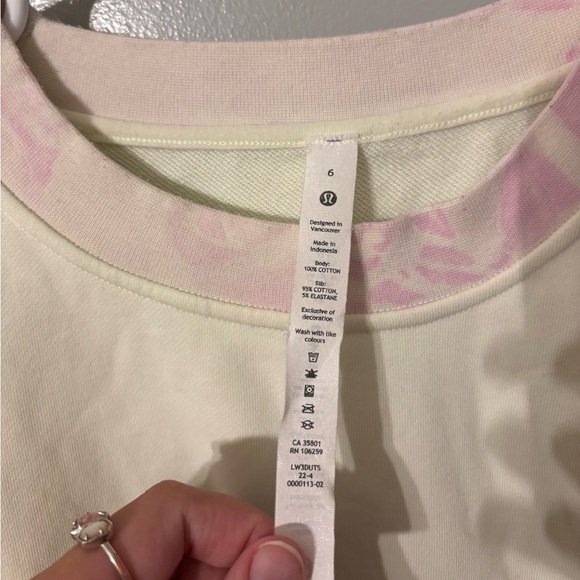 6
Designed in
Vancouver
Made in
Indonesia
Body:
100% COTTON
Rib:
95% COTTON,
5% ELASTANE
Exclusive of
decoration
Wash with like
colours
CA 35801
RN 106259
LW3DUTS
22-4
0000113-02